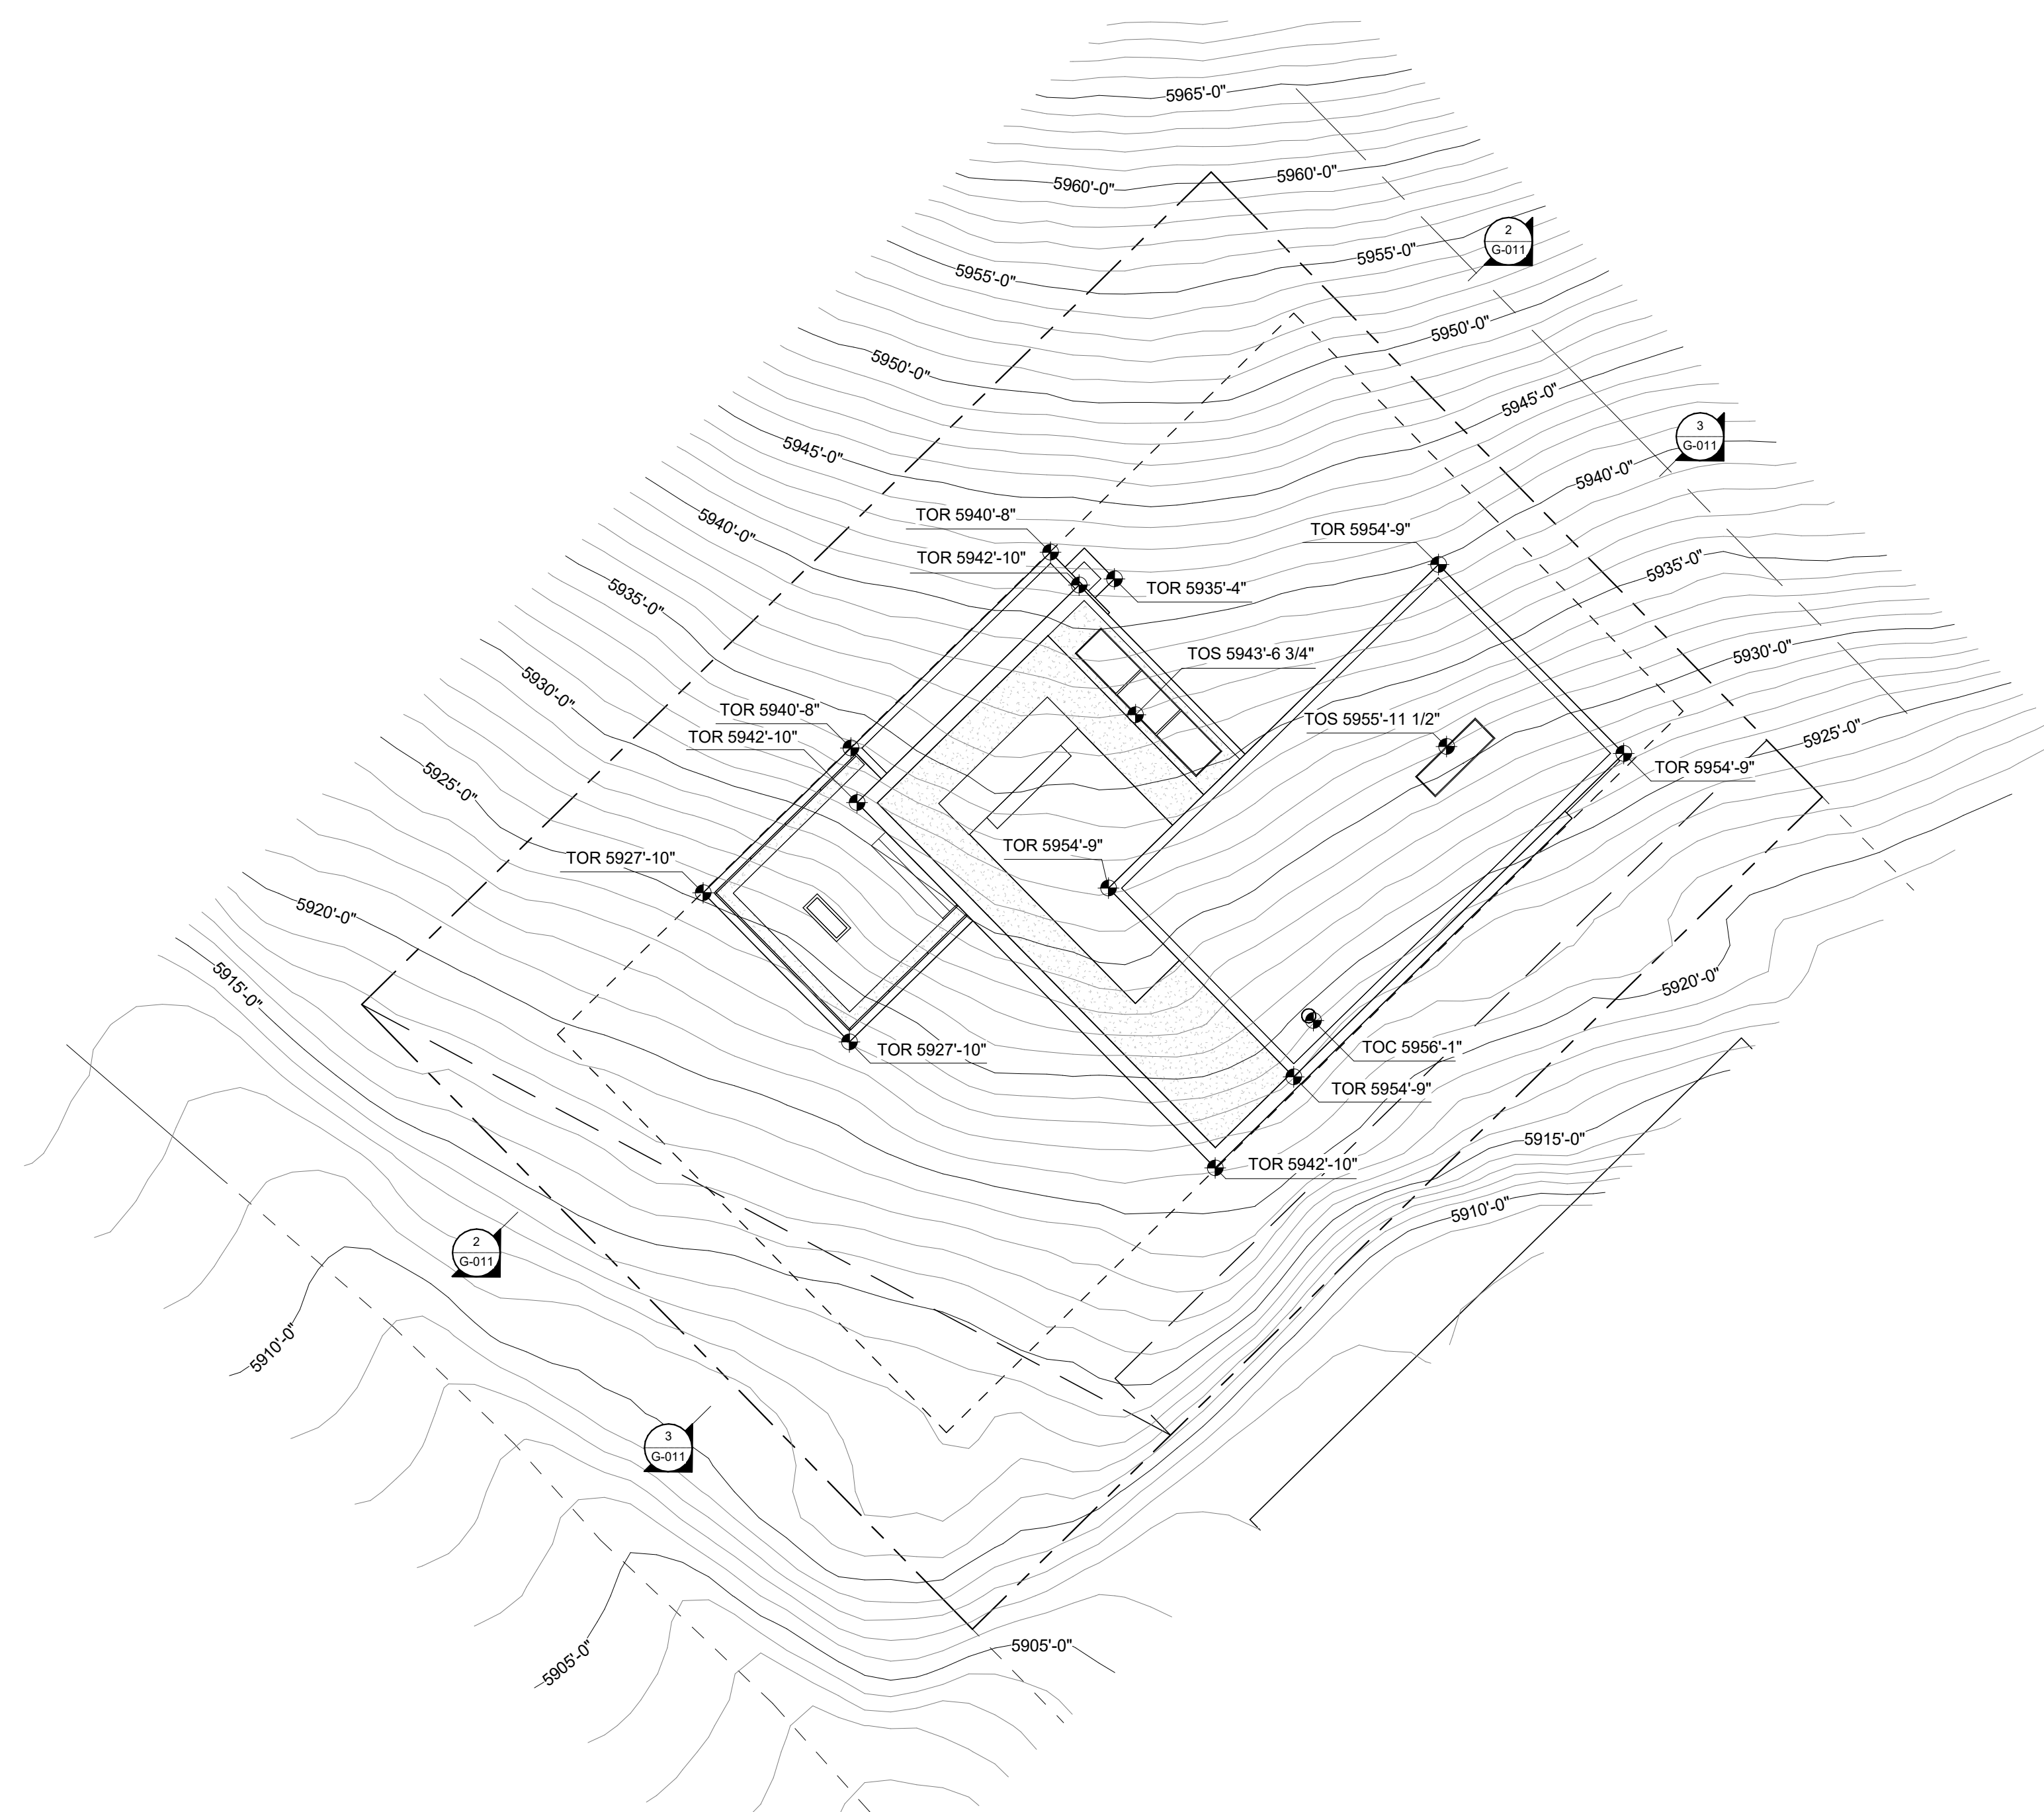 5965'-0"
5960'-0"
5960'-0"
2
G-011
5955'-0"
5955'-0"
5950'-0"
5950'-0"
5945'-0"
3
G-011
5945'-0"
5940'-0"
TOR 5940'-8"
5940'-0"
TOR 5954'-9"
TOR 5942'-10"
5935'-0"
TOR 5935'-4"
5935'-0"
5930'-0"
TOS 5943'-6 3/4"
5930'-0"
TOR 5940'-8"
TOS 5955'-11 1/2"
5925'-0"
TOR 5942'-10"
TOR 5954'-9"
5925'-0"
TOR 5954'-9"
TOR 5927'-10"
5920'-0"
5920'-0"
5915'-0"
TOR 5927'-10"
TOC 5956'-1"
TOR 5954'-9"
5915'-0"
TOR 5942'-10"
5910'-0"
2
G-011
5910'-0"
3
G-011
5905'-0"
5905'-0"